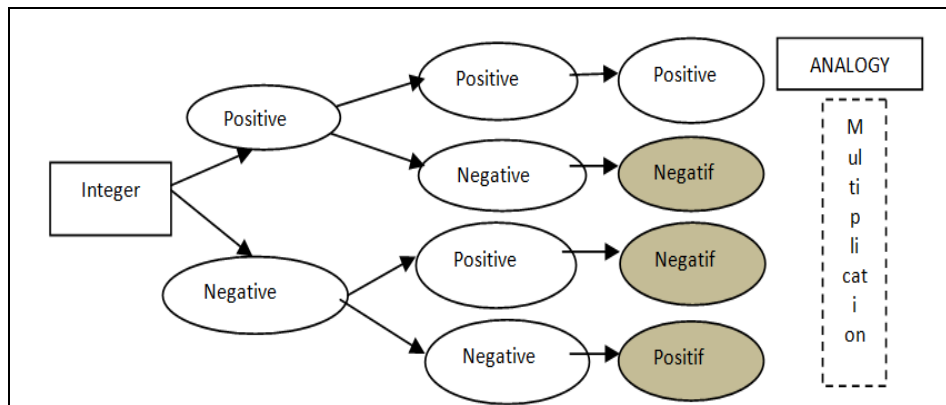 Positive
Positive
ANALOGY
Positive
M
ul
ti
p
li
cat
i
on
Negative
Negatif
Integer
Positive
Negatif
Negative
Negative
Positif